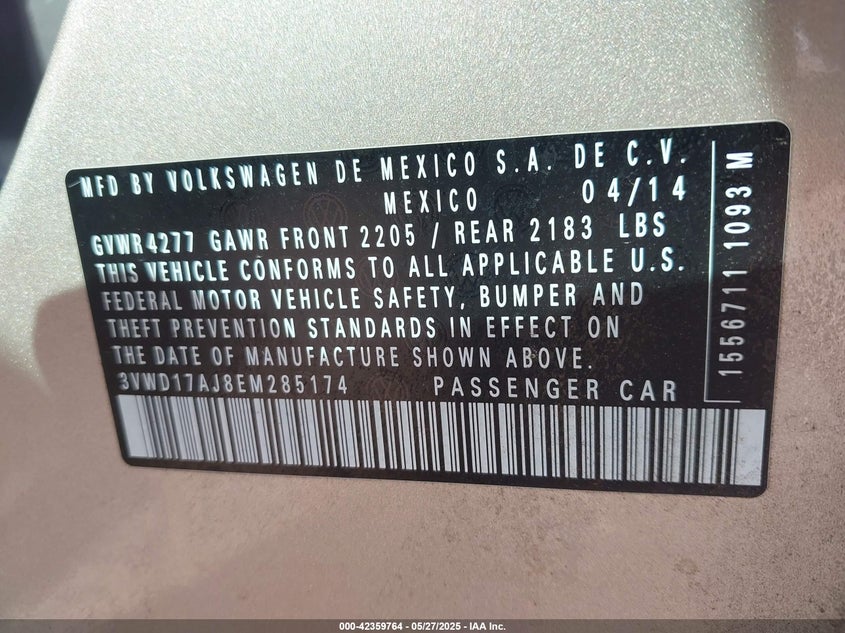 MFD BY VOLKSWAGEN DE MEXICO S.A. DE C.V.
MEXICO 04/14
GVWR 4277 GAWR FRONT 2205 / REAR 2183 LBS
THIS VEHICLE CONFORMS TO ALL APPLICABLE U.S.
FEDERAL MOTOR VEHICLE SAFETY, BUMPER AND
THEFT PREVENTION STANDARDS IN EFFECT ON
THE DATE OF MANUFACTURE SHOWN ABOVE.
3VWD17AJ8EM285174 PASSENGER CAR
1556711 1093 M
000-42359764 - 05/27/2025 - IAA Inc.